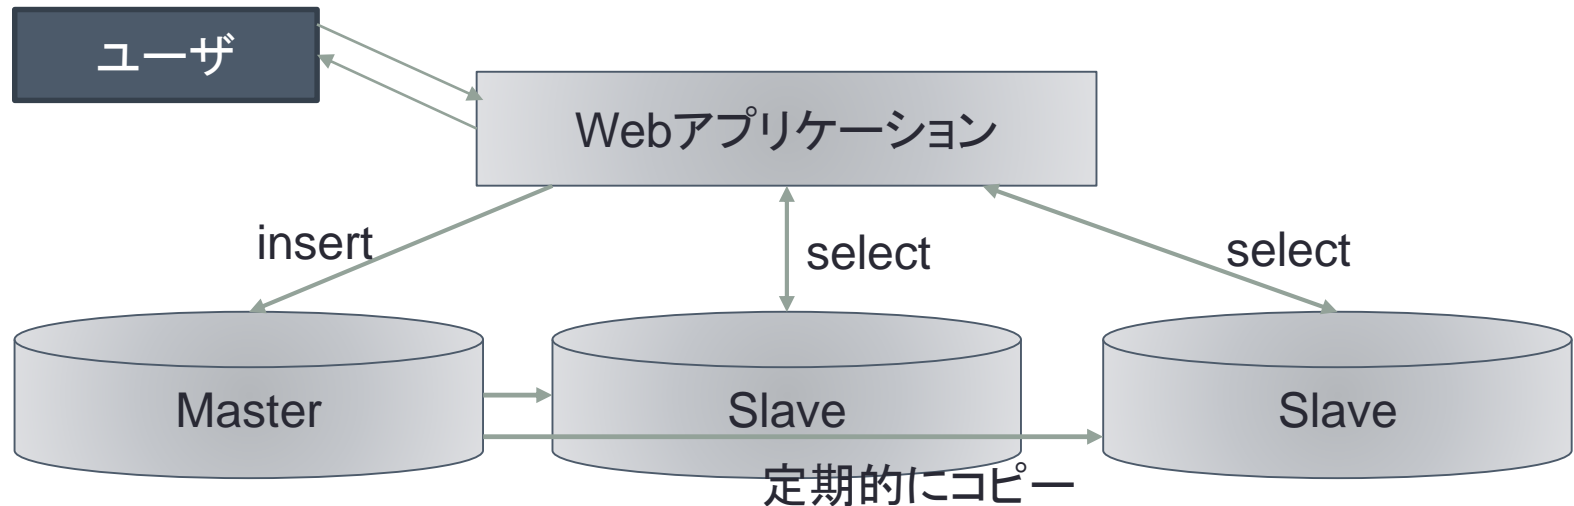 ユーザ
Webアプリケーション
insert
select
select
Master
Slave
Slave
定期的にコピー